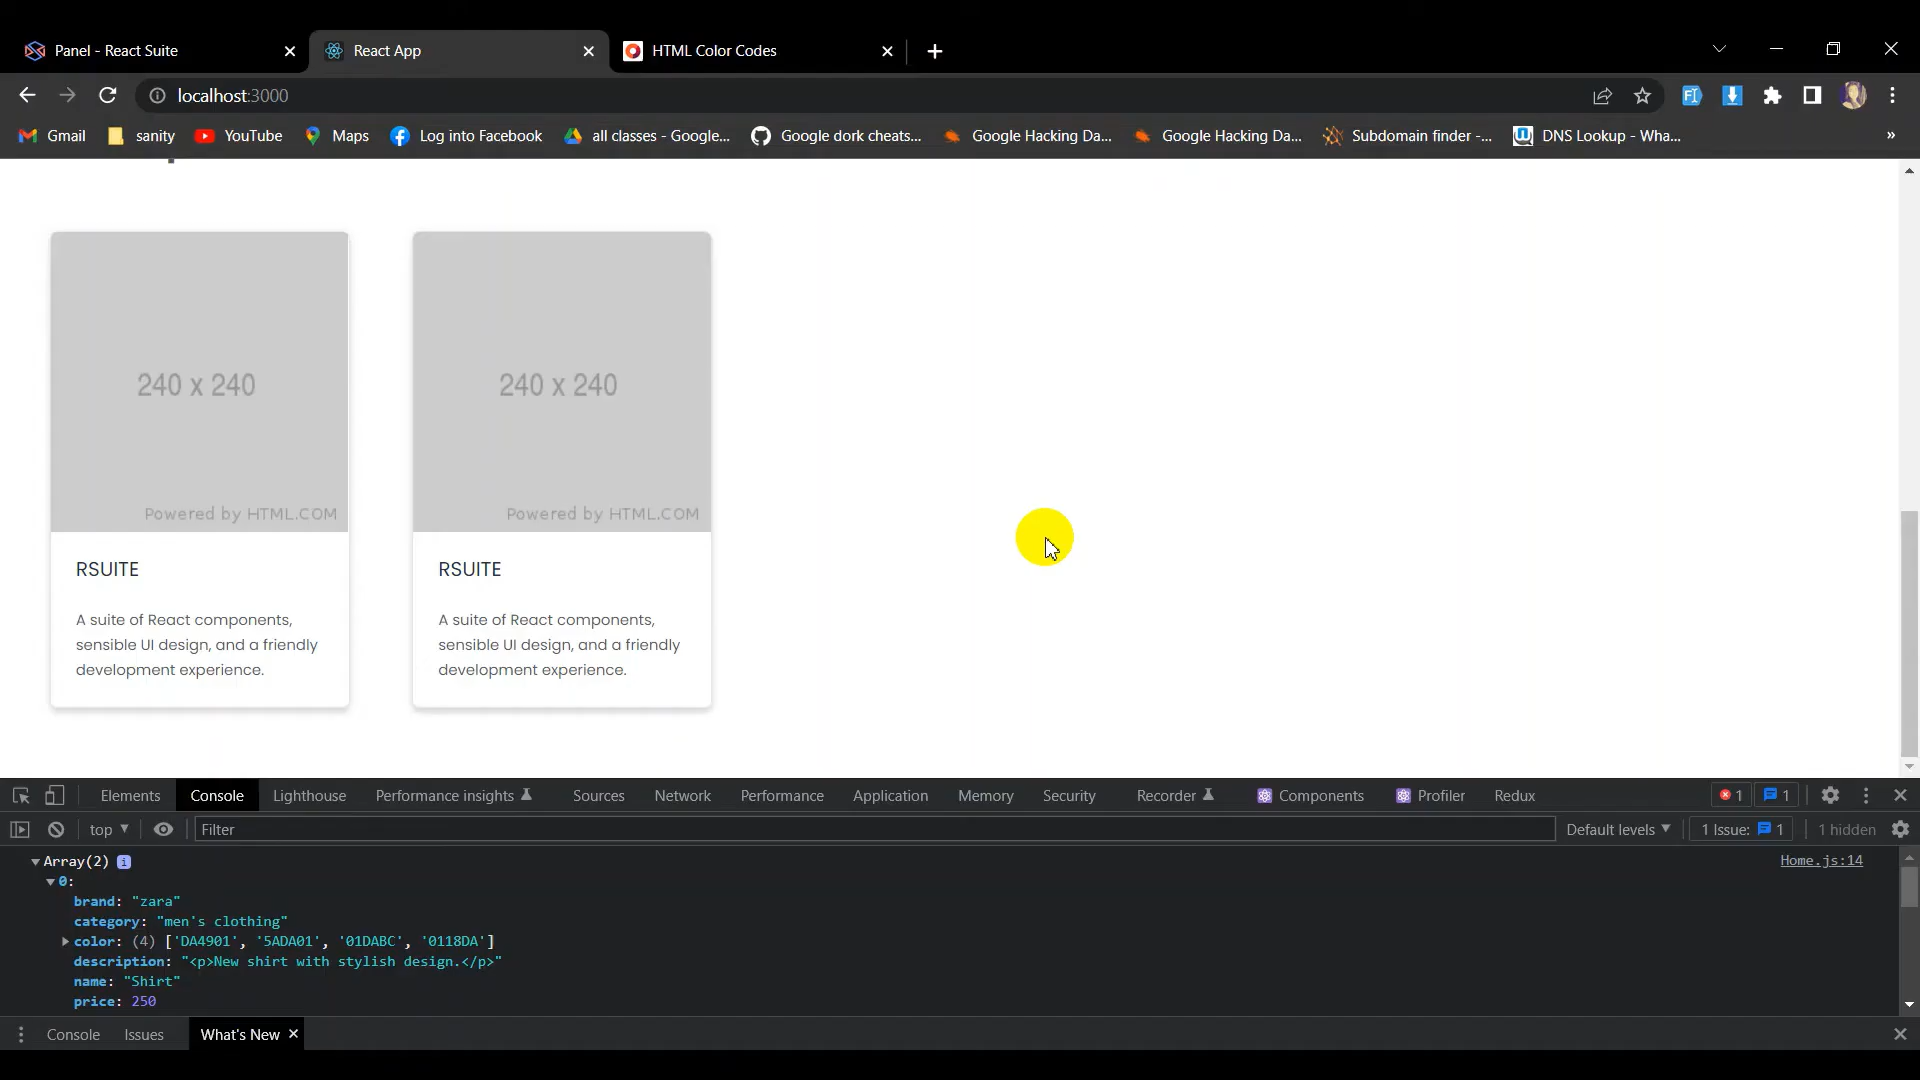 Panel - React Suite
React App
HTML Color Codes
localhost:3000
Gmail
sanity
YouTube
Maps
Log into Facebook
all classes - Google...
Google dork cheats...
Google Hacking Da...
Google Hacking Da...
Subdomain finder -...
DNS Lookup - Wha...
»
240 x 240
Powered by HTML.COM
RSUITE
A suite of React components,
sensible UI design, and a friendly
development experience.
240 x 240
Powered by HTML.COM
RSUITE
A suite of React components,
sensible UI design, and a friendly
development experience.
Elements
Console
Lighthouse
Performance insights
Sources
Network
Performance
Application
Memory
Security
Recorder
Components
Profiler
Redux
1
1
top
Filter
Default levels
1 Issue: 1
1 hidden
Array(2) i
Home.js:14
0:
brand: "zara"
category: "men's clothing"
color: (4) ['DA4901', '5ADA01', '01DABC', '0118DA']
description: "<p>New shirt with stylish design.</p>"
name: "Shirt"
price: 250
Console
Issues
What's New